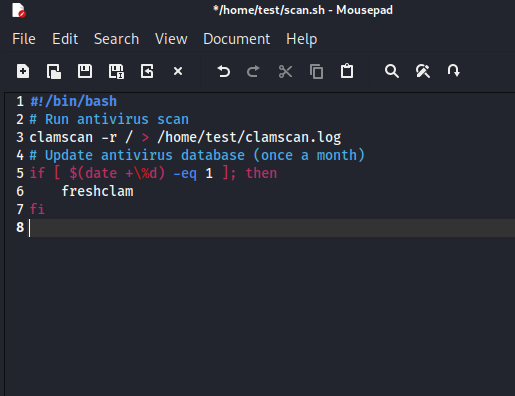 */home/test/scan.sh - Mousepad
File Edit Search View Document Help
1 #!/bin/bash
2 # Run antivirus scan
3 clamscan -r / > /home/test/clamscan.log
4 # Update antivirus database (once a month)
5 if [ $(date +\%d) -eq 1 ]; then
6     freshclam
7 fi
8